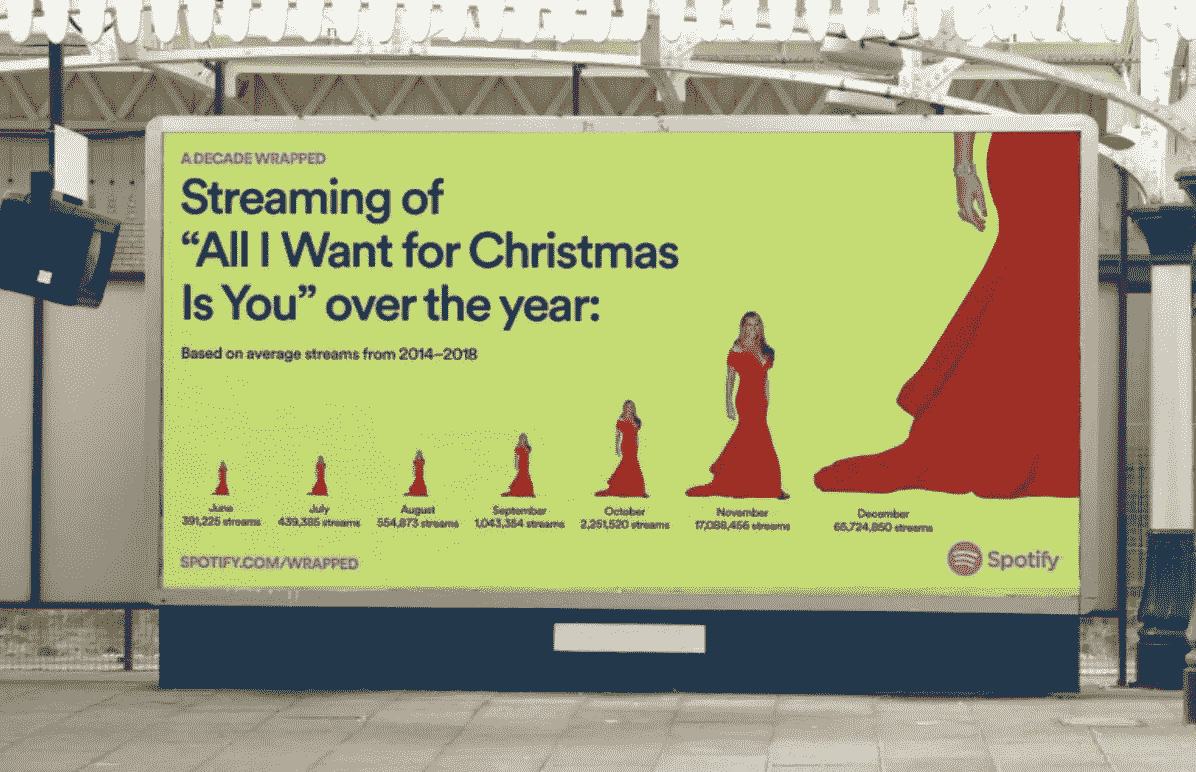 A DECADE WRAPPED
Streaming of
“All I Want for Christmas
Is You” over the year:
Based on average streams from 2014–2018
June
391,225 streams
July
439,385 streams
August
554,873 streams
September
1,043,384 streams
October
2,251,520 streams
November
17,088,456 streams
December
65,724,850 streams
SPOTIFY.COM/WRAPPED
Spotify